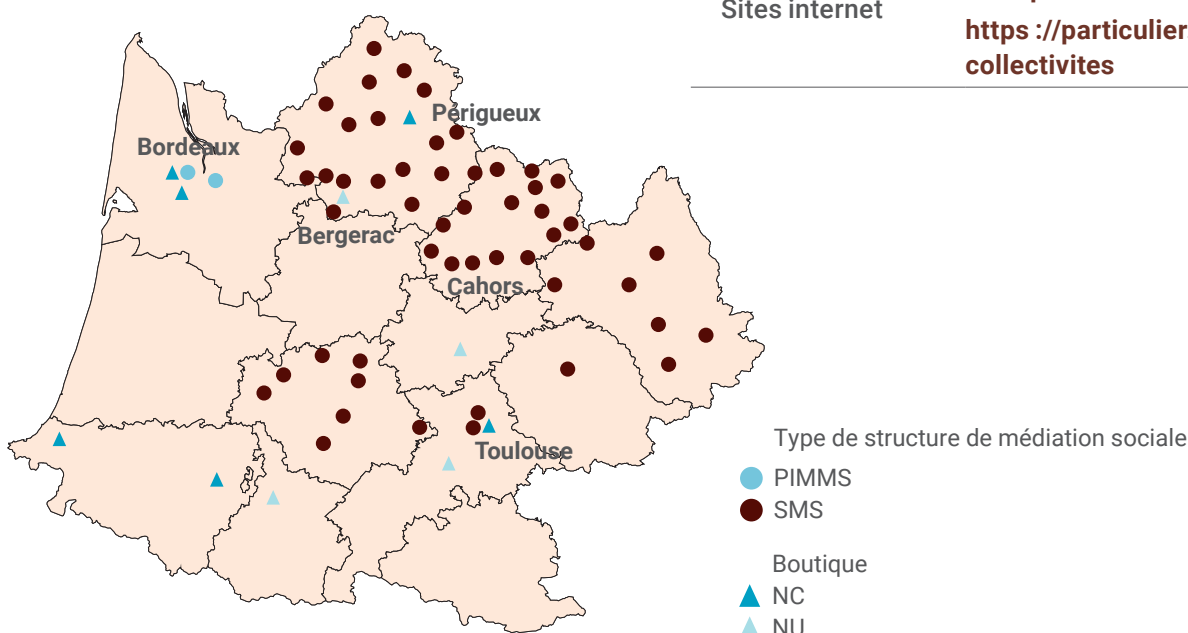 Sites internet
https ://particulier
collectivites
Périgueux
Bordeaux
Bergerac
Cahors
Toulouse
Type de structure de médiation sociale
PIMMS
SMS
Boutique
NC
NU